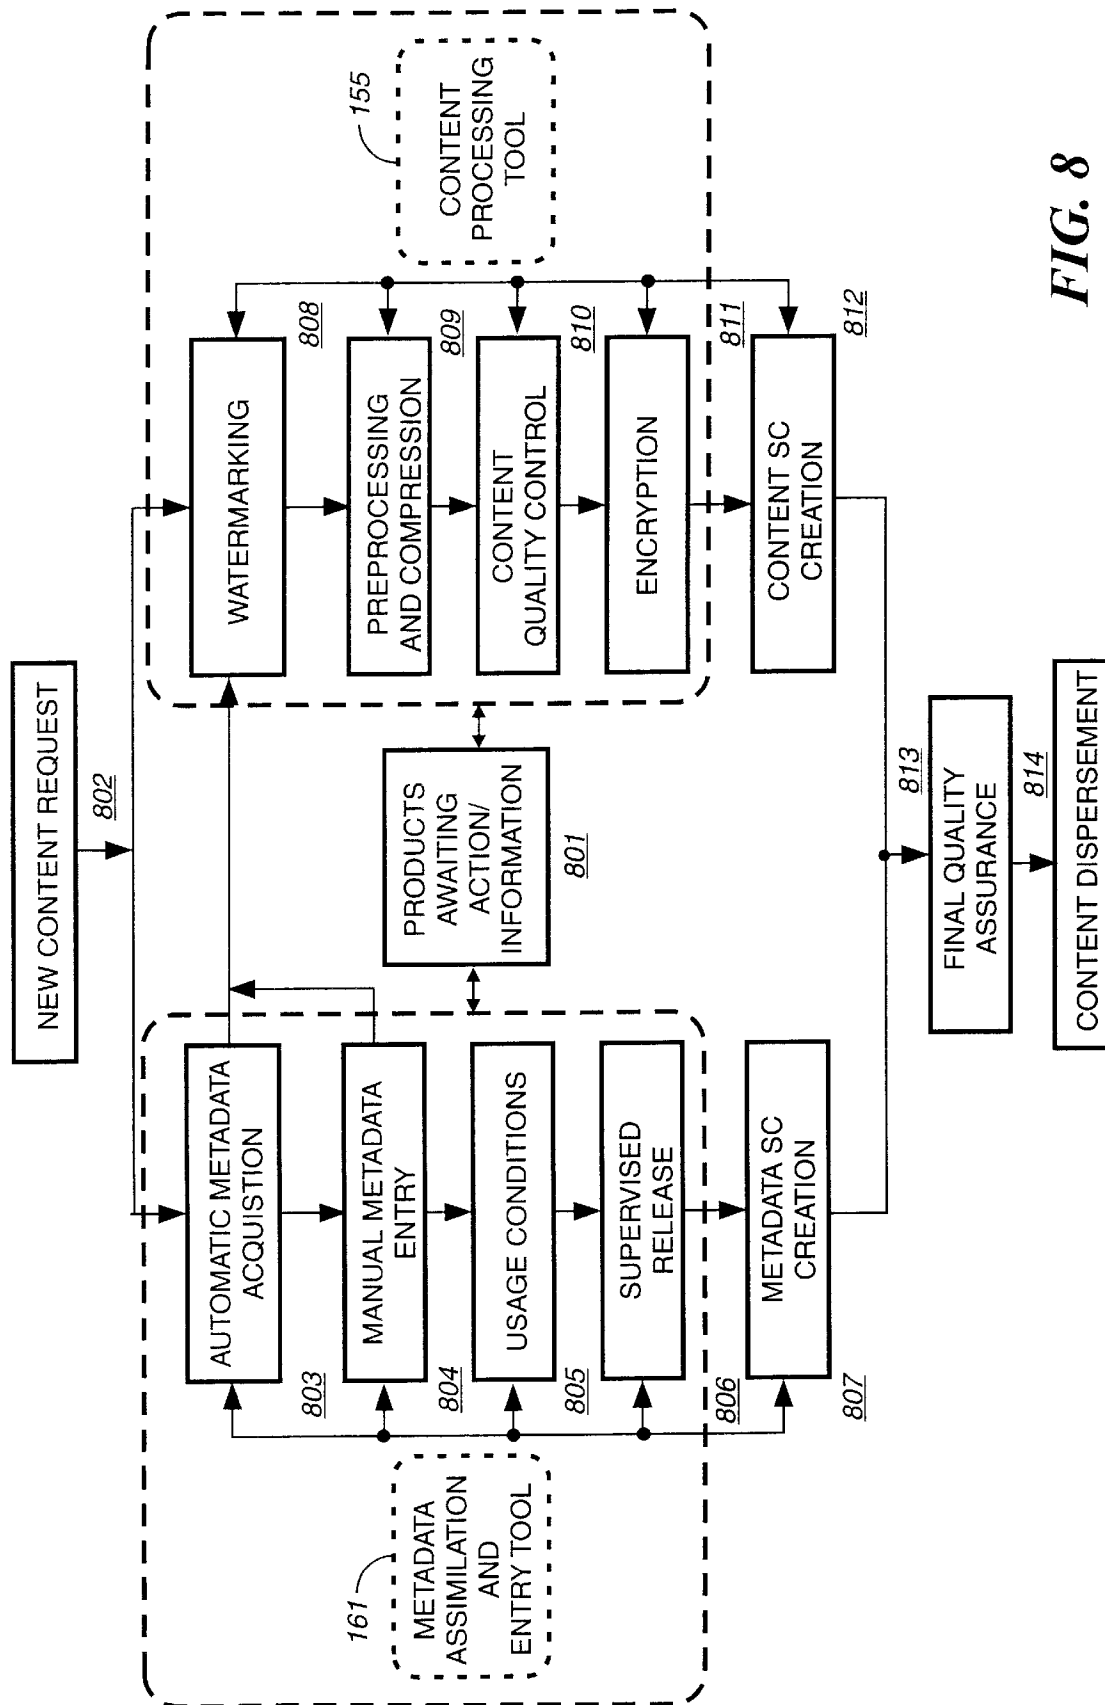 NEW CONTENT REQUEST
802
AUTOMATIC METADATA
ACQUISTION
803
MANUAL METADATA
ENTRY
804
USAGE CONDITIONS
805
SUPERVISED
RELEASE
806
METADATA SC
CREATION
807
161
METADATA
ASSIMILATION
AND
ENTRY TOOL
PRODUCTS
AWAITING
ACTION/
INFORMATION
801
WATERMARKING
808
PREPROCESSING
AND COMPRESSION
809
CONTENT
QUALITY CONTROL
810
ENCRYPTION
811
CONTENT SC
CREATION
812
155
CONTENT
PROCESSING
TOOL
813
FINAL QUALITY
ASSURANCE
814
CONTENT DISPERSEMENT
FIG. 8